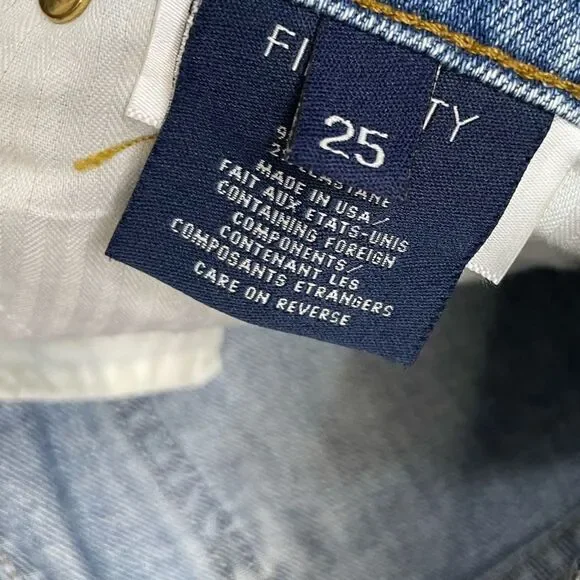 25
MADE IN USA/
FAIT AUX ETATS-UNIS
CONTAINING FOREIGN
COMPONENTS/
CONTENANT LES
COMPOSANTS ETRANGERS
CARE ON REVERSE